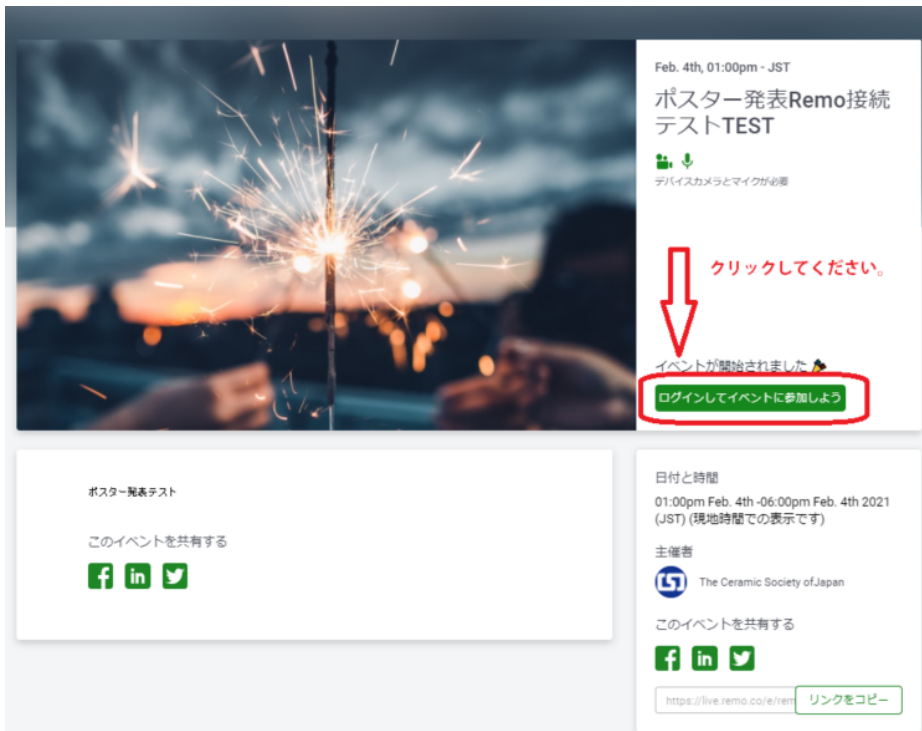 Feb. 4th, 01:00pm - JST
ポスター発表Remo接続
テストTEST
デバイスカメラとマイクが必要
クリックしてください。
イベントが開始されました
ログインしてイベントに参加しよう
ポスター発表テスト
このイベントを共有する
日付と時間
01:00pm Feb. 4th -06:00pm Feb. 4th 2021
(JST) (現地時間での表示です)
主催者
The Ceramic Society ofJapan
このイベントを共有する
https://live.remo.co/e/rem リンクをコピー